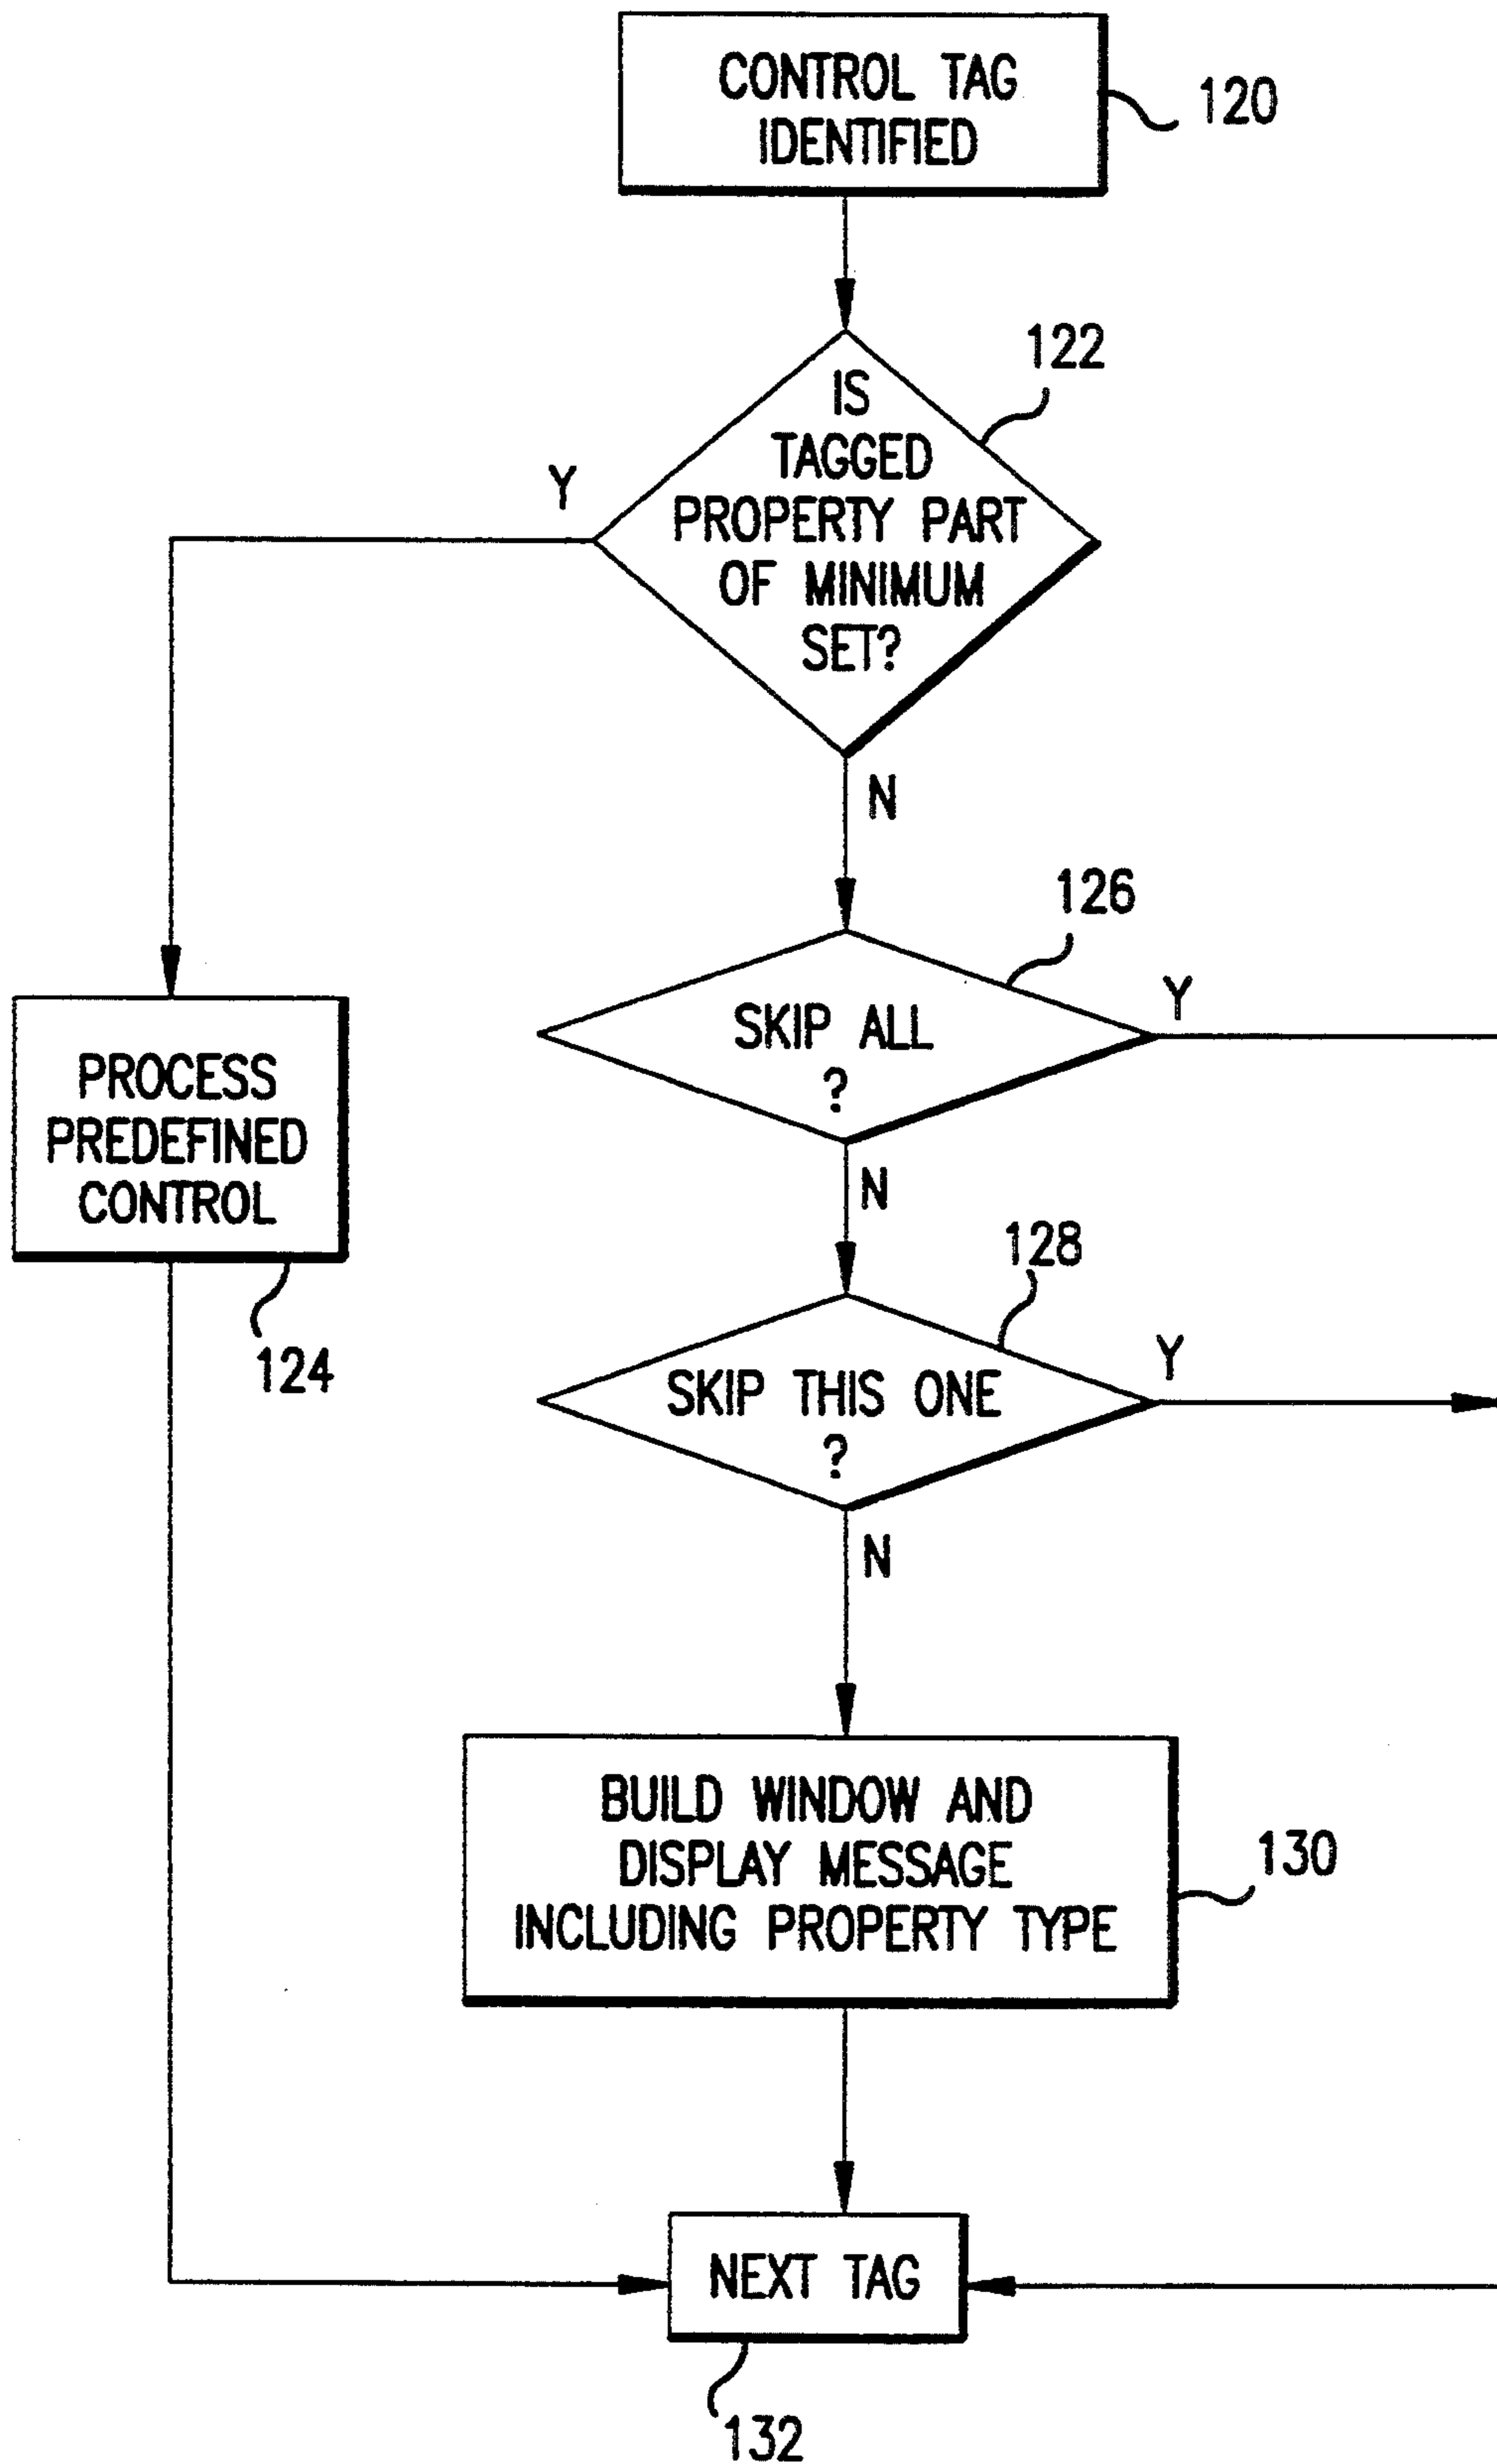 CONTROL TAG
IDENTIFIED
120
122
IS
TAGGED
PROPERTY PART
OF MINIMUM
SET?
Y
N
126
SKIP ALL
?
Y
PROCESS
PREDEFINED
CONTROL
124
N
128
SKIP THIS ONE
?
Y
N
BUILD WINDOW AND
DISPLAY MESSAGE
INCLUDING PROPERTY TYPE
130
NEXT TAG
132